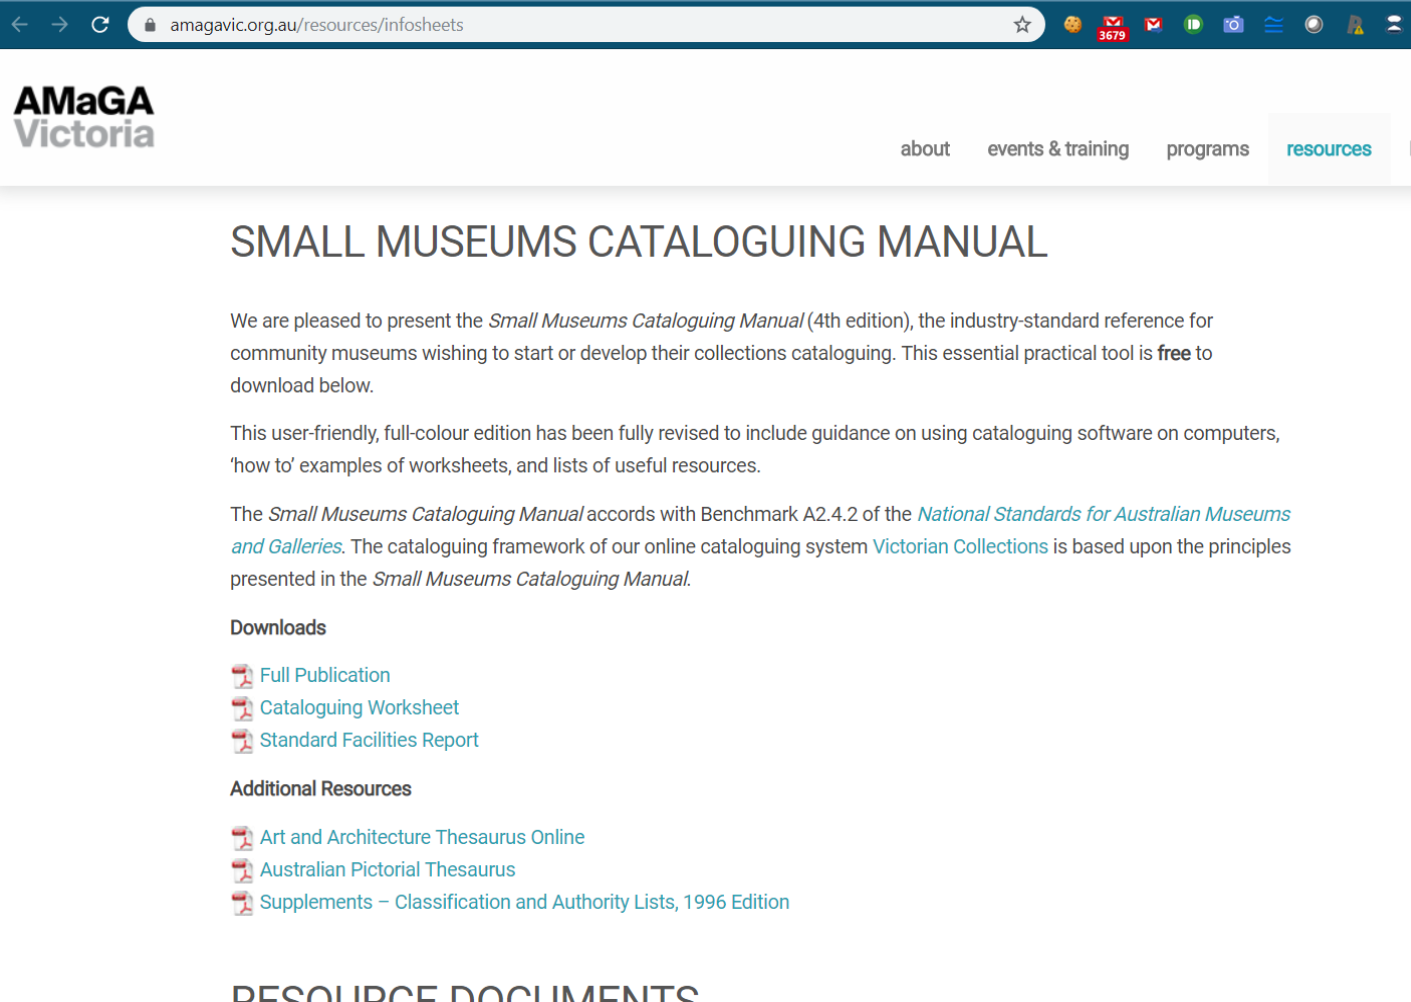 amagavic.org.au/resources/infosheets
3679
AMaGA
Victoria
about events & training programs resources
SMALL MUSEUMS CATALOGUING MANUAL
We are pleased to present the Small Museums Cataloguing Manual (4th edition), the industry-standard reference for
community museums wishing to start or develop their collections cataloguing. This essential practical tool is free to
download below.
This user-friendly, full-colour edition has been fully revised to include guidance on using cataloguing software on computers,
‘how to’ examples of worksheets, and lists of useful resources.
The Small Museums Cataloguing Manual accords with Benchmark A2.4.2 of the National Standards for Australian Museums
and Galleries. The cataloguing framework of our online cataloguing system Victorian Collections is based upon the principles
presented in the Small Museums Cataloguing Manual.
Downloads
Full Publication
Cataloguing Worksheet
Standard Facilities Report
Additional Resources
Art and Architecture Thesaurus Online
Australian Pictorial Thesaurus
Supplements – Classification and Authority Lists, 1996 Edition
RESOURCE DOCUMENTS